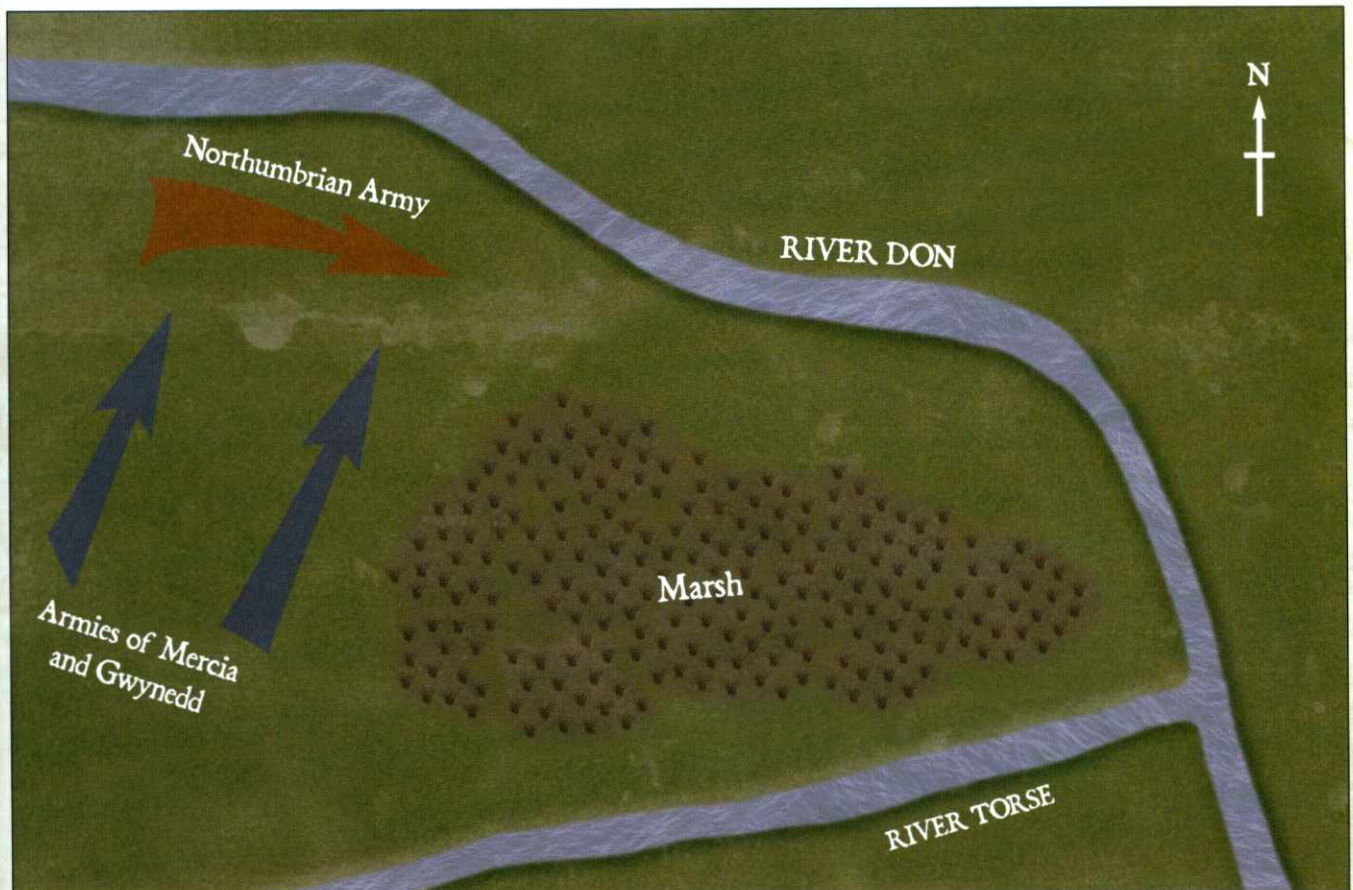 N
Northumbrian Army
RIVER DON
Marsh
Armies of Mercia
and Gwynedd
RIVER TORSE